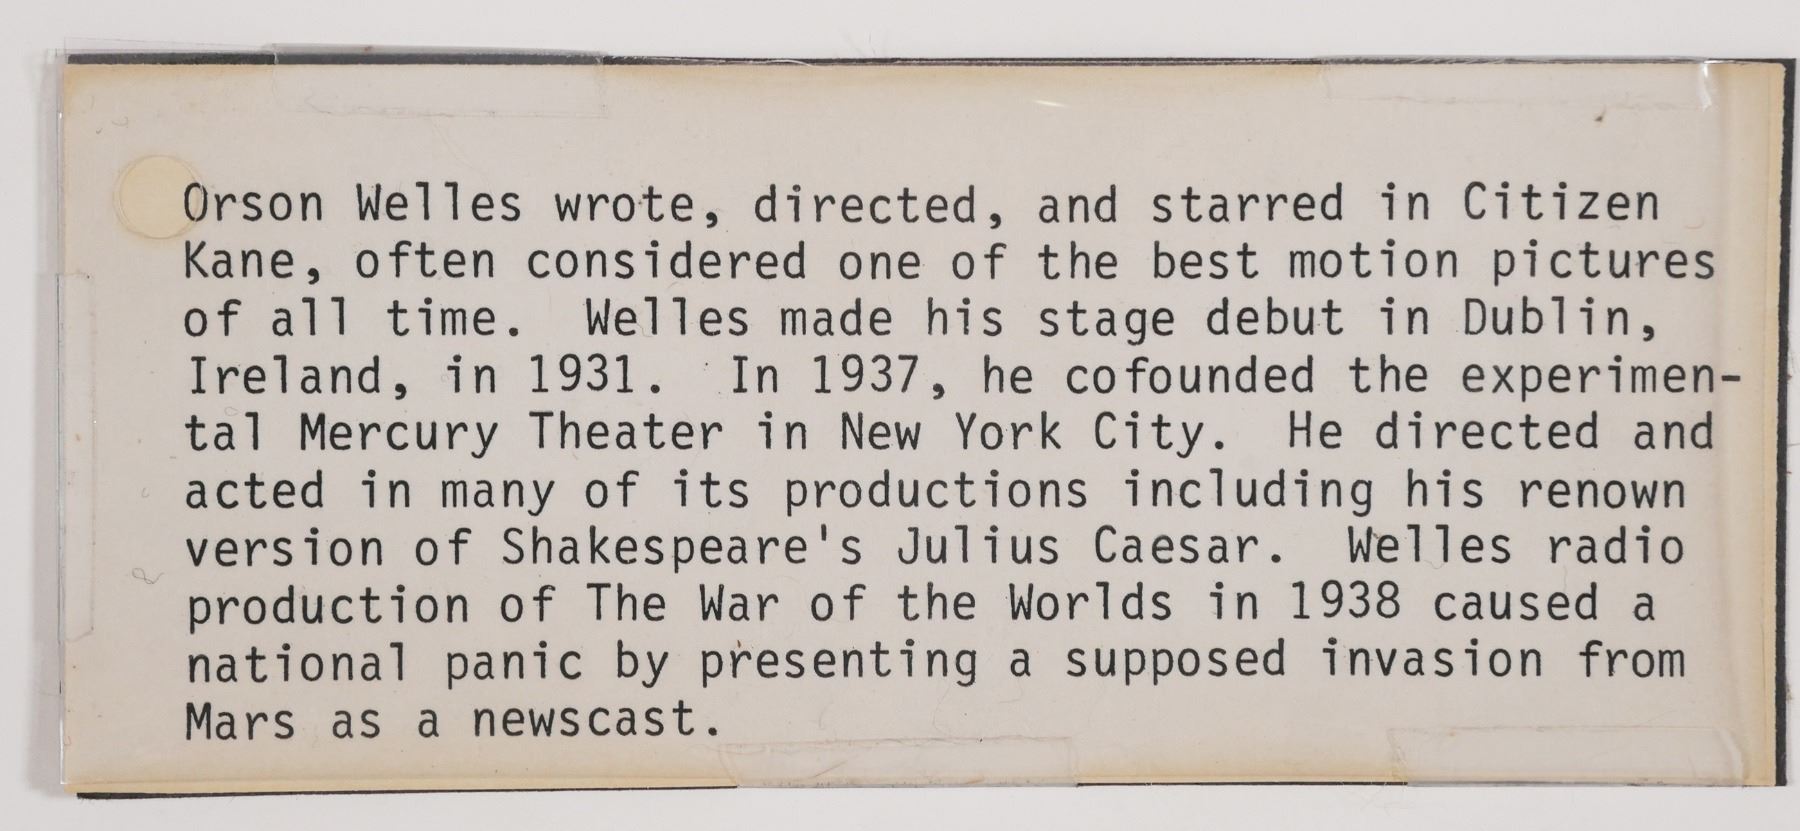 Orson Welles wrote, directed, and starred in Citizen
Kane, often considered one of the best motion pictures
of all time.  Welles made his stage debut in Dublin,
Ireland, in 1931.  In 1937, he cofounded the experimen-
tal Mercury Theater in New York City.  He directed and
acted in many of its productions including his renown
version of Shakespeare's Julius Caesar.  Welles radio
production of The War of the Worlds in 1938 caused a
national panic by presenting a supposed invasion from
Mars as a newscast.